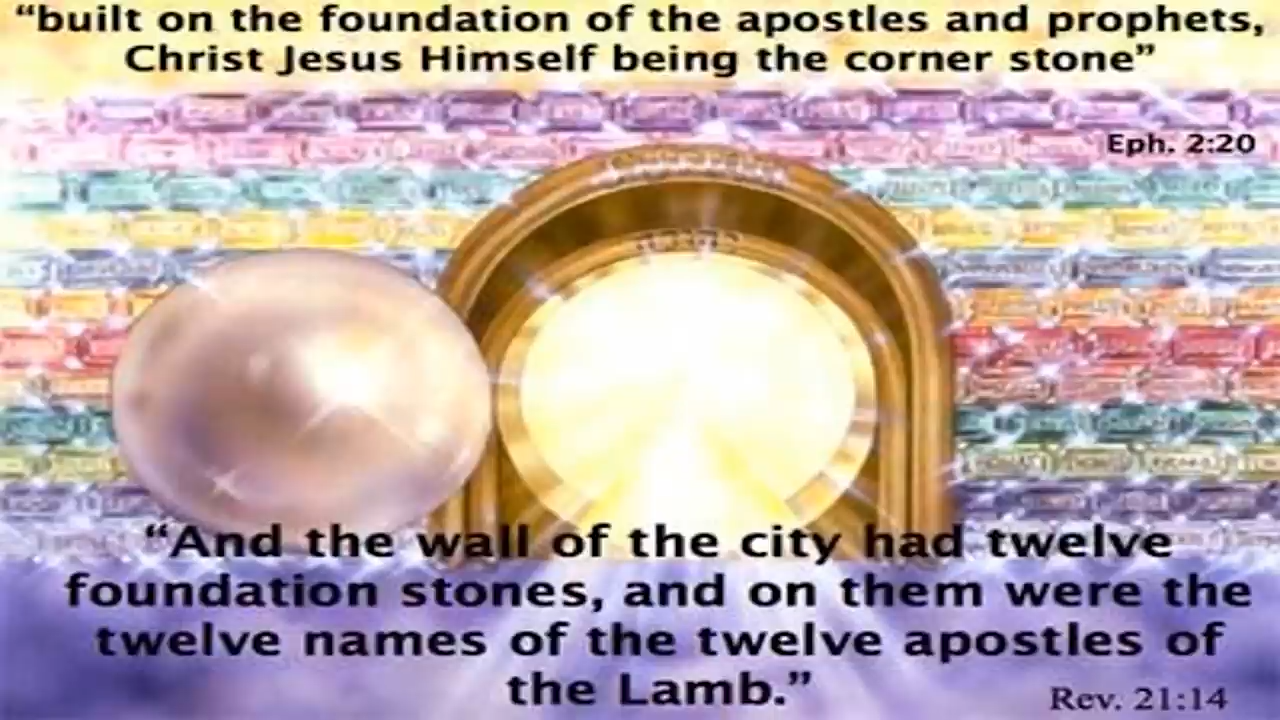 “built on the foundation of the apostles and prophets,
Christ Jesus Himself being the corner stone”
Eph. 2:20
“And the wall of the city had twelve
foundation stones, and on them were the
twelve names of the twelve apostles of
the Lamb.”
Rev. 21:14